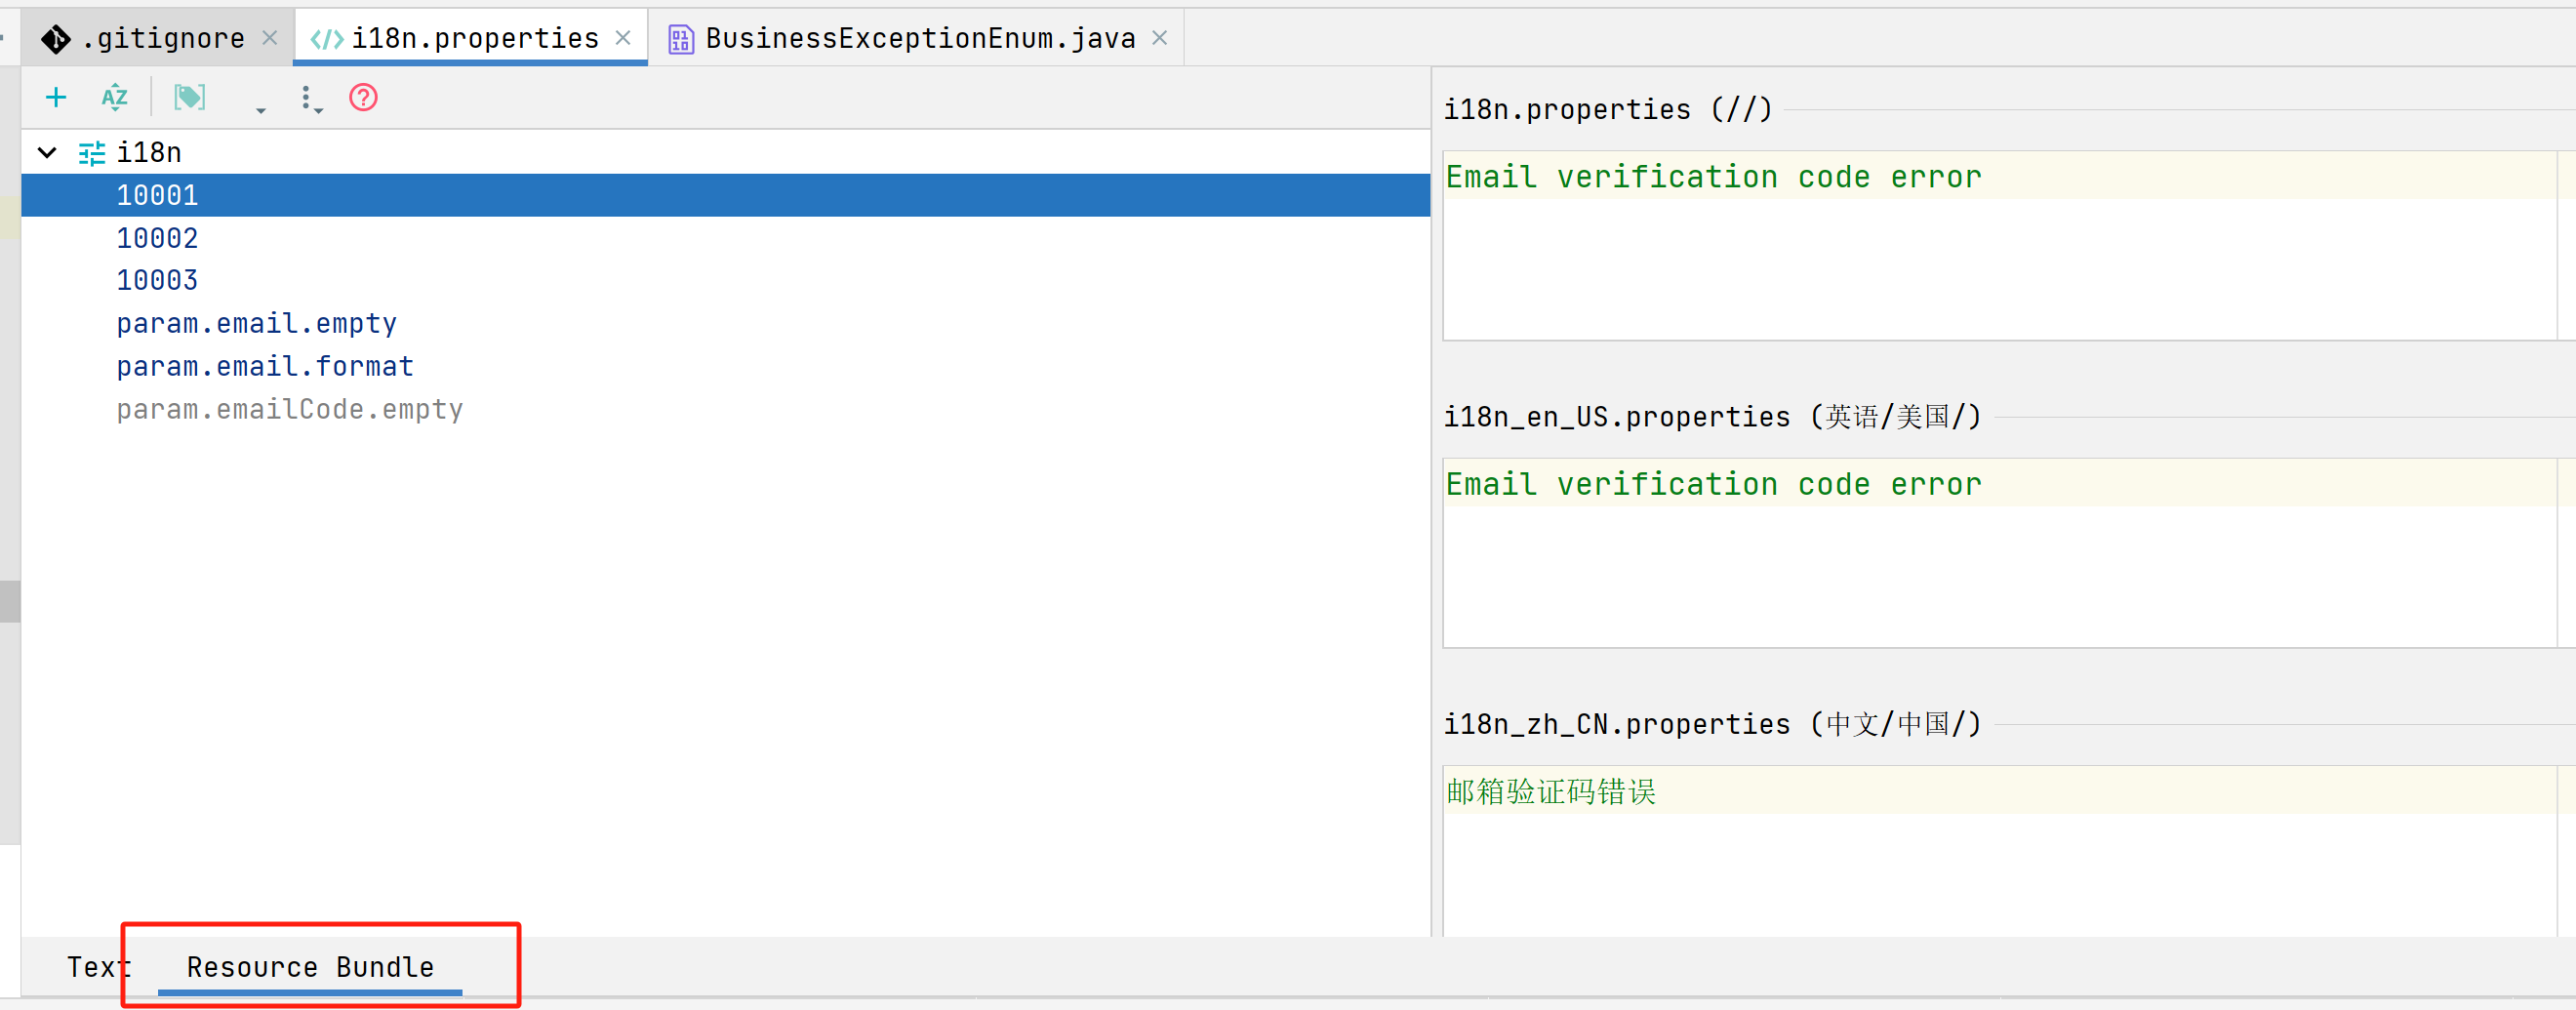 .gitignore
i18n.properties
BusinessExceptionEnum.java
i18n
10001
10002
10003
param.email.empty
param.email.format
param.emailCode.empty
i18n.properties (//)
Email verification code error
i18n_en_US.properties (英语/美国/)
Email verification code error
i18n_zh_CN.properties (中文/中国/)
邮箱验证码错误
Text
Resource Bundle